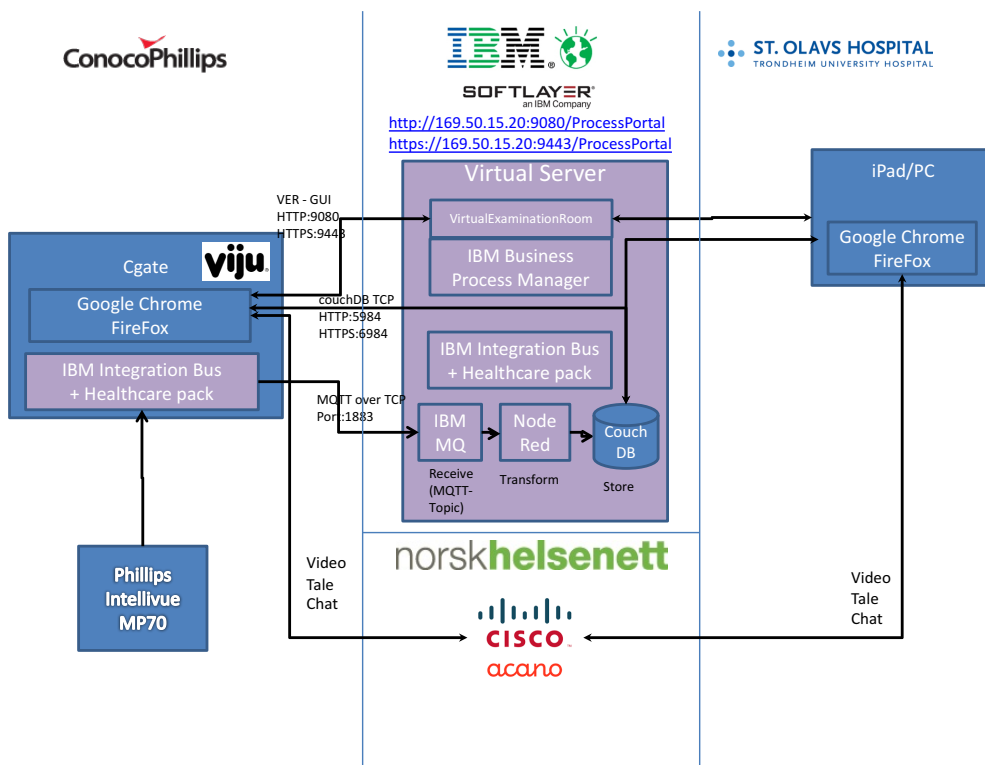 ConocoPhillips
IBM®
SOFTLAYER®
an IBM Company
ST. OLAVS HOSPITAL
TRONDHEIM UNIVERSITY HOSPITAL
http://169.50.15.20:9080/ProcessPortal
https://169.50.15.20:9443/ProcessPortal
Virtual Server
VirtualExaminationRoom
IBM Business
Process Manager
IBM Integration Bus
+ Healthcare pack
IBM
MQ
Node
Red
Couch
DB
Receive
(MQTT-
Topic)
Transform
Store
VER - GUI
HTTP:9080
HTTPS:9443
Cgate
viju.
Google Chrome
FireFox
IBM Integration Bus
+ Healthcare pack
couchDB TCP
HTTP:5984
HTTPS:6984
MQTT over TCP
Port:1883
Phillips
Intellivue
MP70
Video
Tale
Chat
norskhelsenett
CISCO
acano
iPad/PC
Google Chrome
FireFox
Video
Tale
Chat